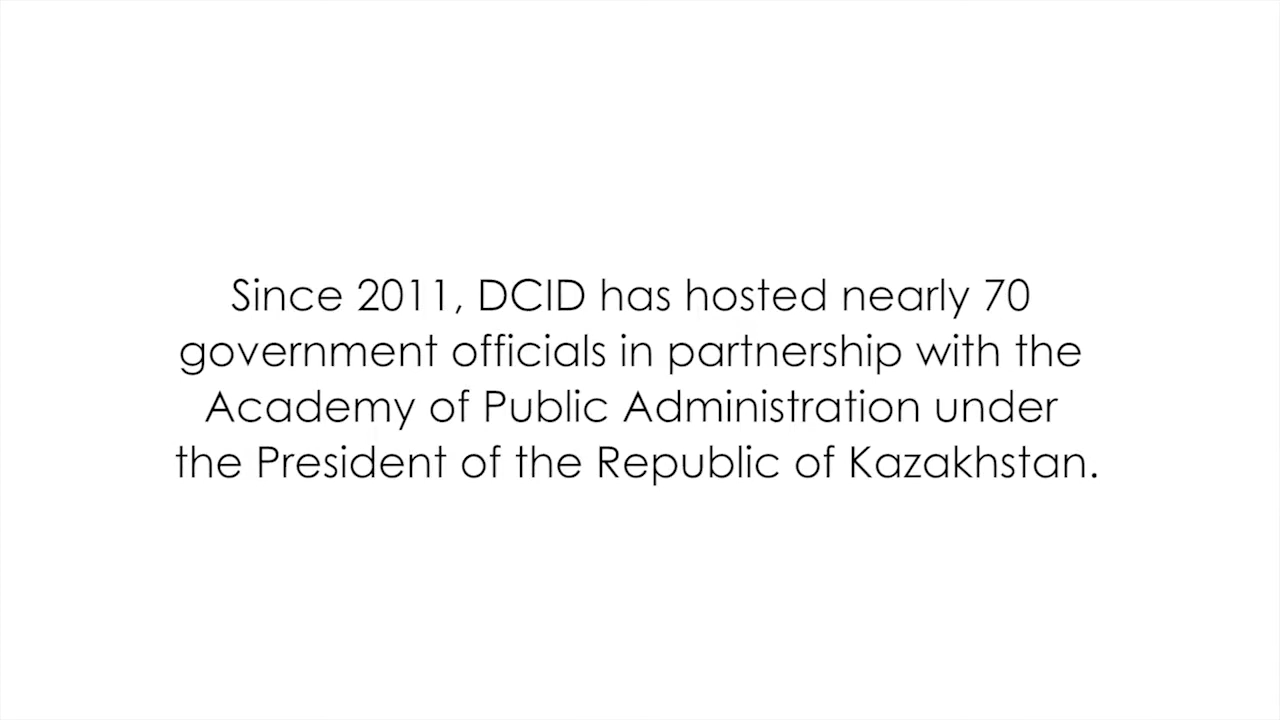 Since 2011, DCID has hosted nearly 70
government officials in partnership with the
Academy of Public Administration under
the President of the Republic of Kazakhstan.